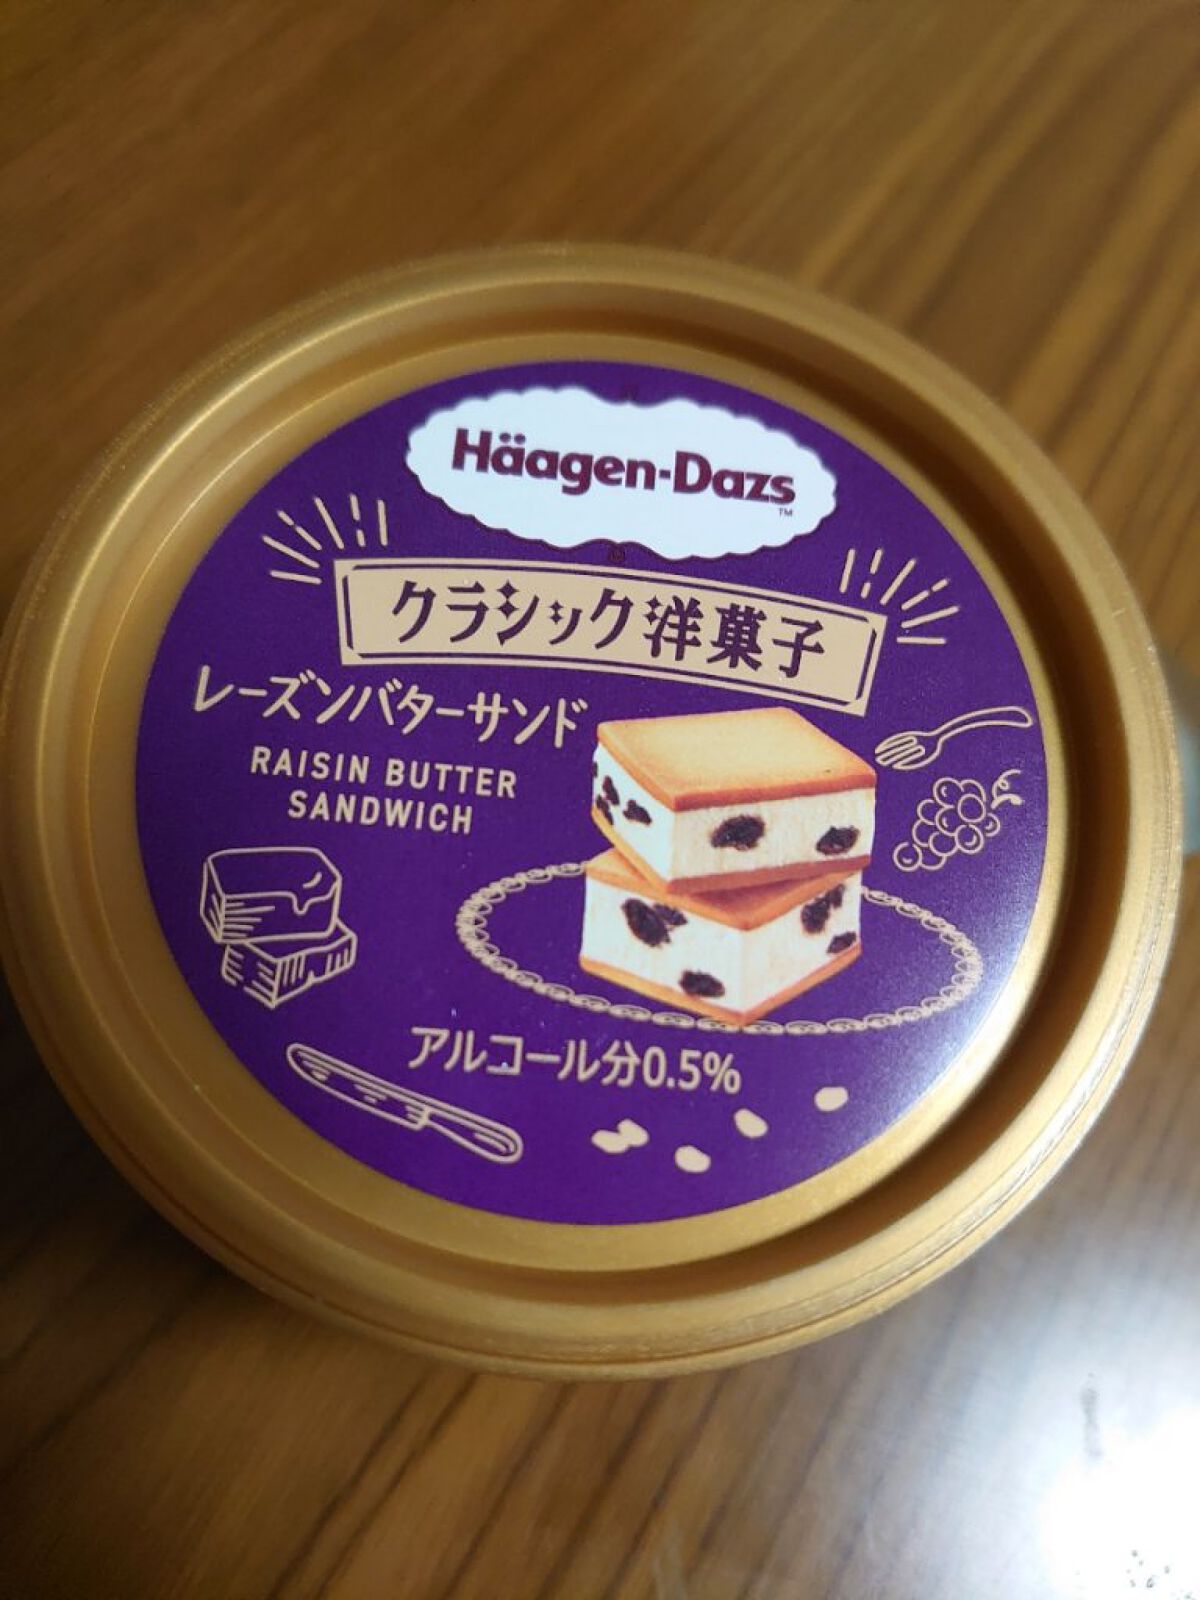 Häagen-Dazs
TM
クラシック洋菓子
レーズンバターサンド
RAISIN BUTTER
SANDWICH
アルコール分0.5%